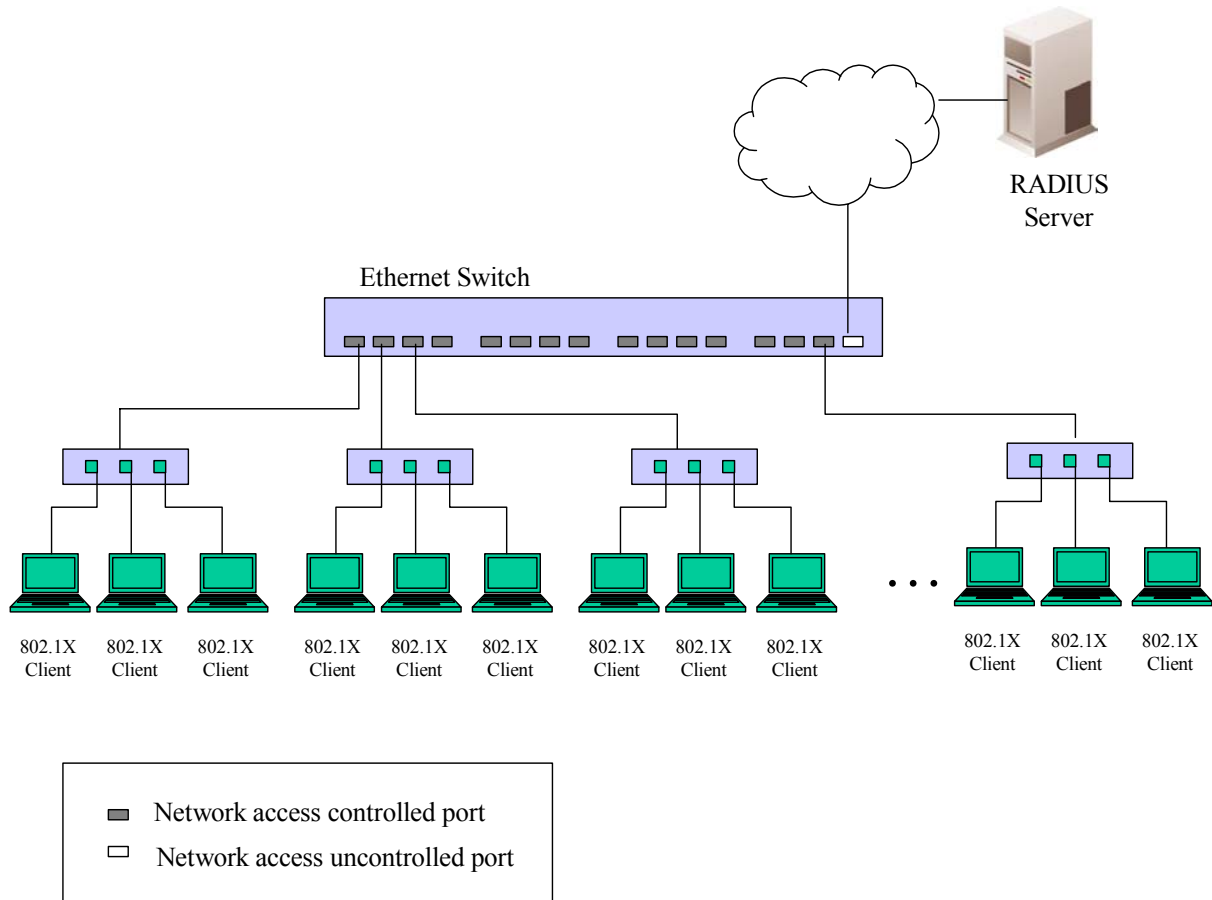 RADIUS
Server
Ethernet Switch
802.1X
Client
802.1X
Client
802.1X
Client
802.1X
Client
802.1X
Client
802.1X
Client
802.1X
Client
802.1X
Client
802.1X
Client
802.1X
Client
802.1X
Client
802.1X
Client
Network access controlled port
Network access uncontrolled port